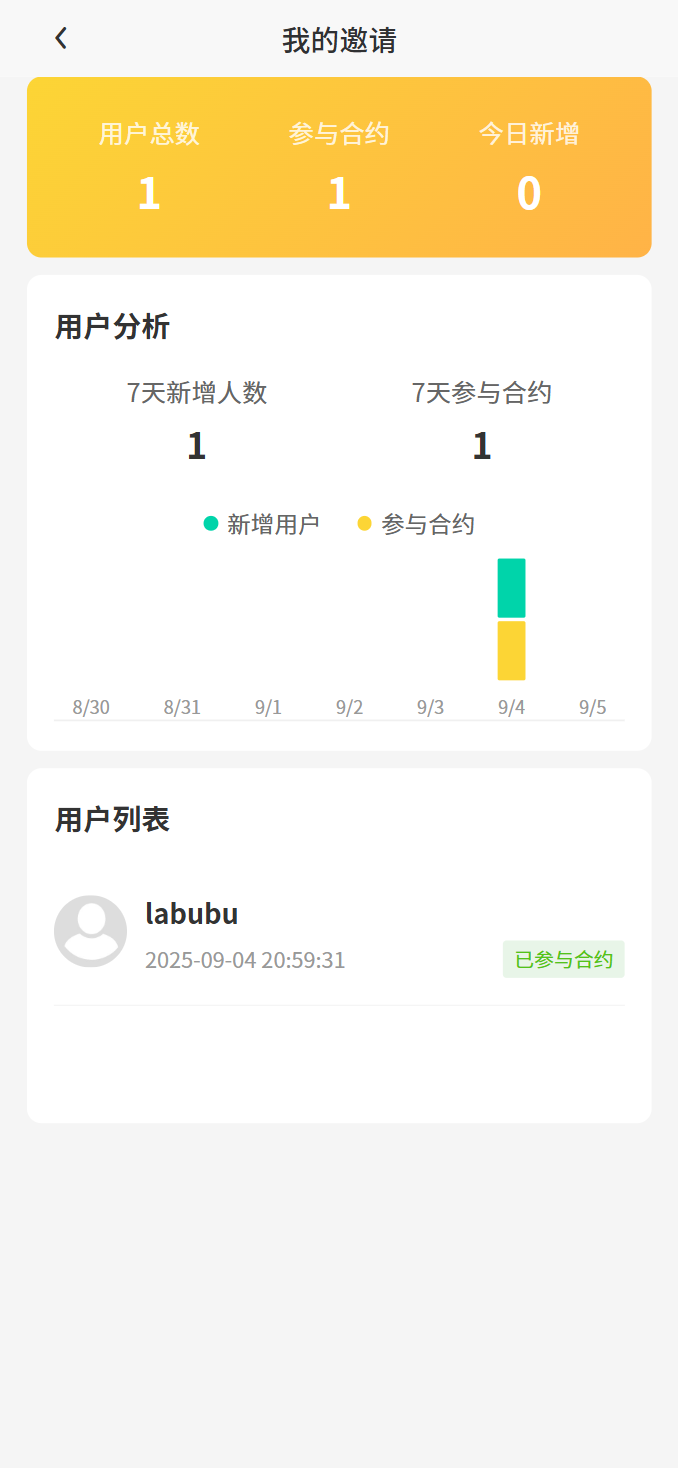 我的邀请
用户总数 参与合约 今日新增
1 1 0
用户分析
7天新增人数 7天参与合约
1 1
新增用户 参与合约
8/30 8/31 9/1 9/2 9/3 9/4 9/5
用户列表
labubu
2025-09-04 20:59:31 已参与合约